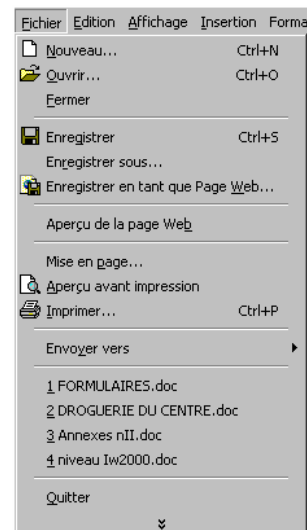 Fichier Edition Affichage Insertion Forma
Nouveau... Ctrl+N
Ouvrir... Ctrl+O
Fermer
Enregistrer Ctrl+S
Enregistrer sous...
Enregistrer en tant que Page Web...
Aperçu de la page Web
Mise en page...
Aperçu avant impression
Imprimer... Ctrl+P
Envoyer vers
1 FORMULAIRES.doc
2 DROGUERIE DU CENTRE.doc
3 Annexes nII.doc
4 niveau Iw2000.doc
Quitter